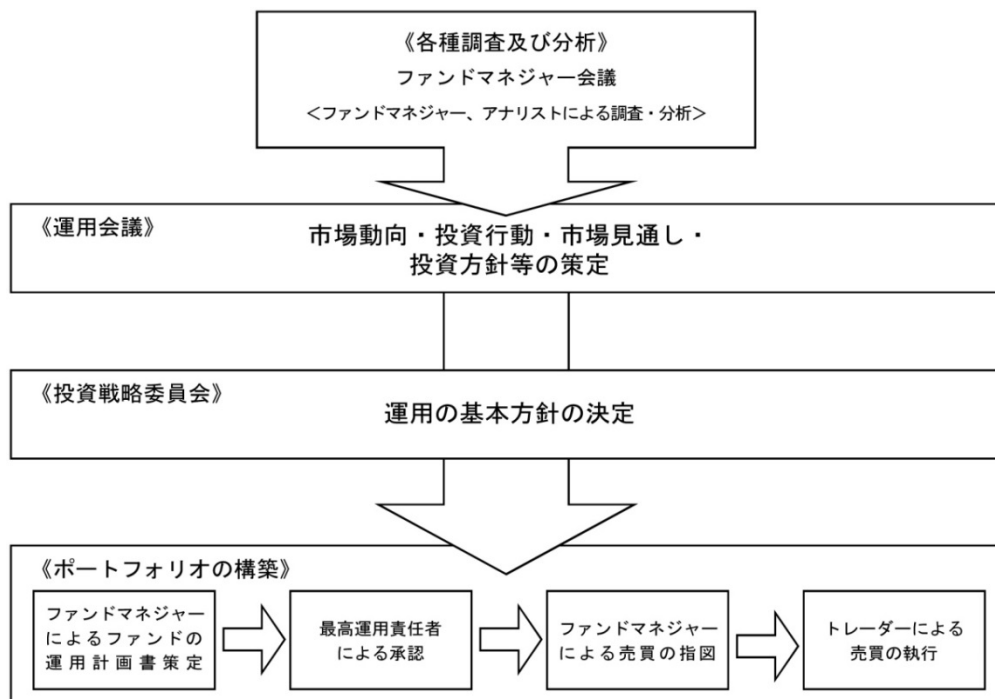 《各種調査及び分析》
ファンドマネジャー会議
＜ファンドマネジャー、アナリストによる調査・分析＞
《運用会議》
市場動向・投資行動・市場見通し・
投資方針等の策定
《投資戦略委員会》
運用の基本方針の決定
《ポートフォリオの構築》
ファンドマネジャー
によるファンドの
運用計画書策定
最高運用責任者
による承認
ファンドマネジャー
による売買の指図
トレーダーによる
売買の執行